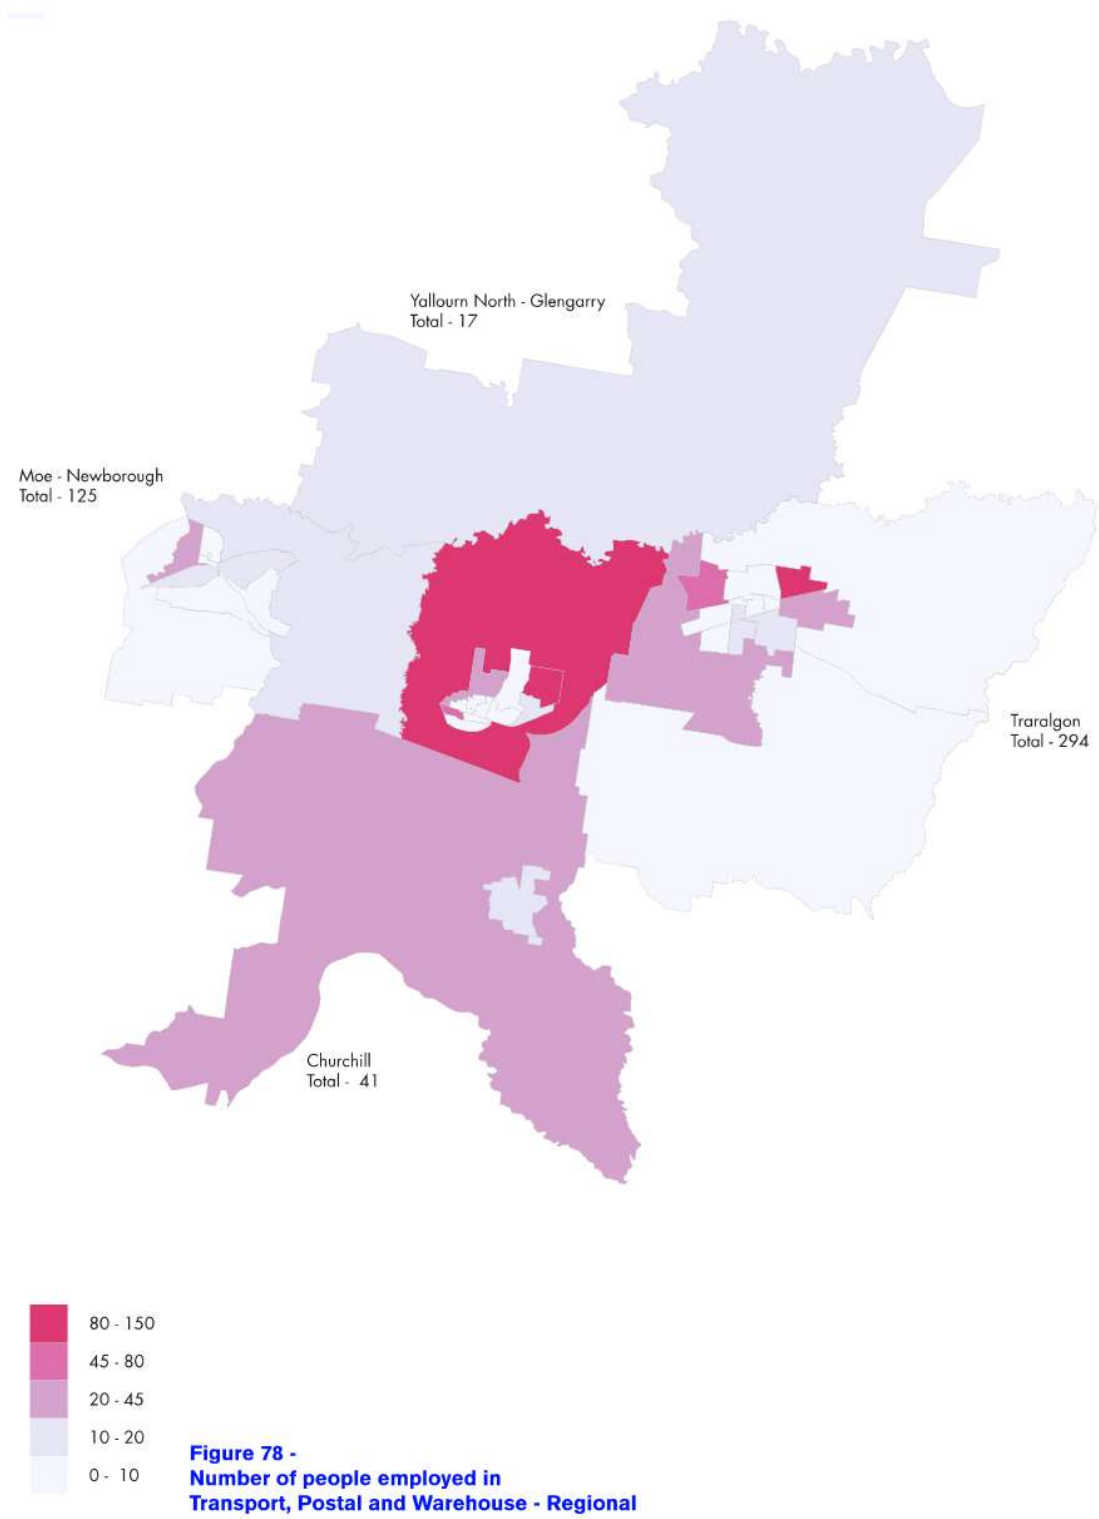 Yallourn North - Glengarry
Total - 17
Moe - Newborough
Total - 125
Traralgon
Total - 294
Churchill
Total - 41
80 - 150
45 - 80
20 - 45
10 - 20
0 - 10
Figure 78 -
Number of people employed in
Transport, Postal and Warehouse - Regional